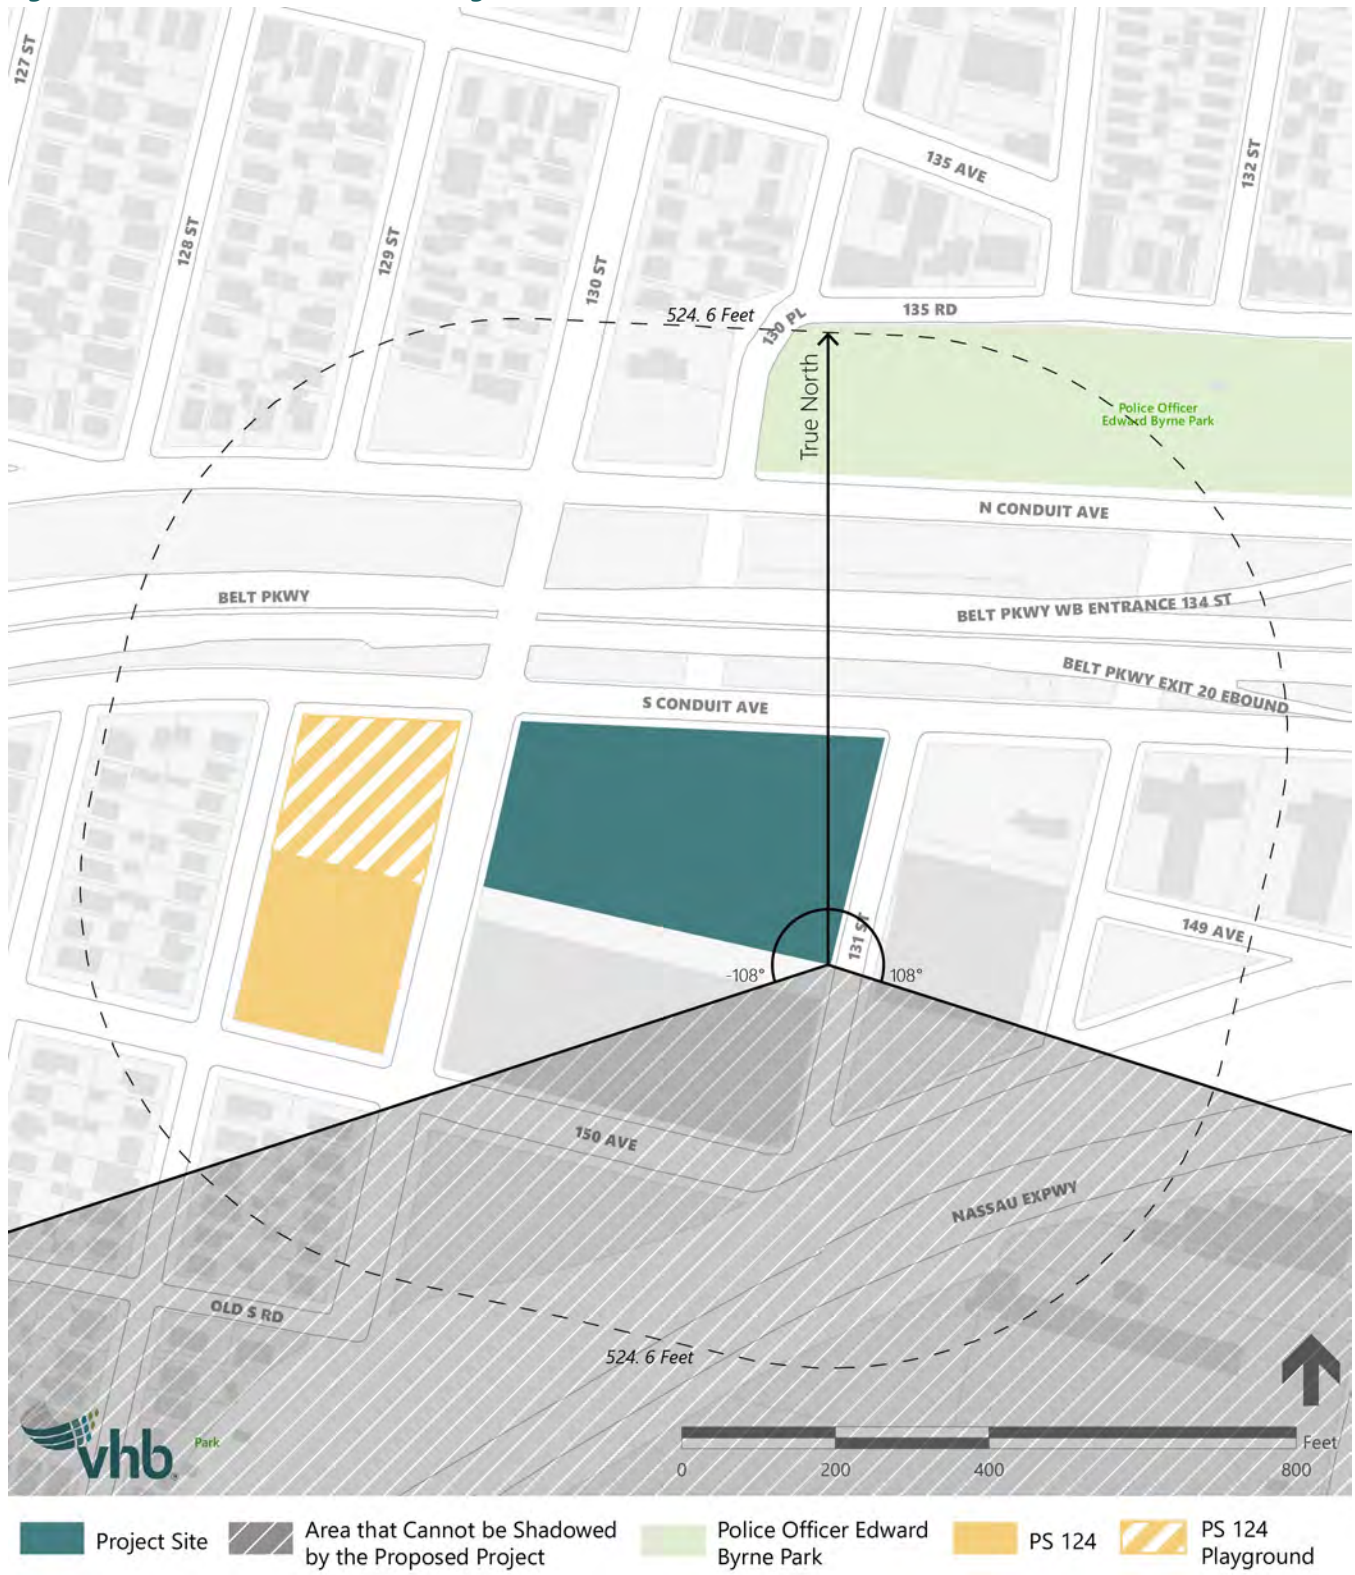 127 ST
135 AVE
132 ST
128 ST
129 ST
130 ST
524. 6 Feet
130 PL
135 RD
True North
Police Officer
Edward Byrne Park
N CONDUIT AVE
BELT PKWY
BELT PKWY WB ENTRANCE 134 ST
BELT PKWY EXIT 20 EBOUND
S CONDUIT AVE
131 ST
149 AVE
-108°
108°
150 AVE
NASSAU EXPWY
OLD S RD
524. 6 Feet
vhb
Park
Feet
0 200 400 800
Project Site
Area that Cannot be Shadowed
by the Proposed Project
Police Officer Edward
Byrne Park
PS 124
PS 124
Playground